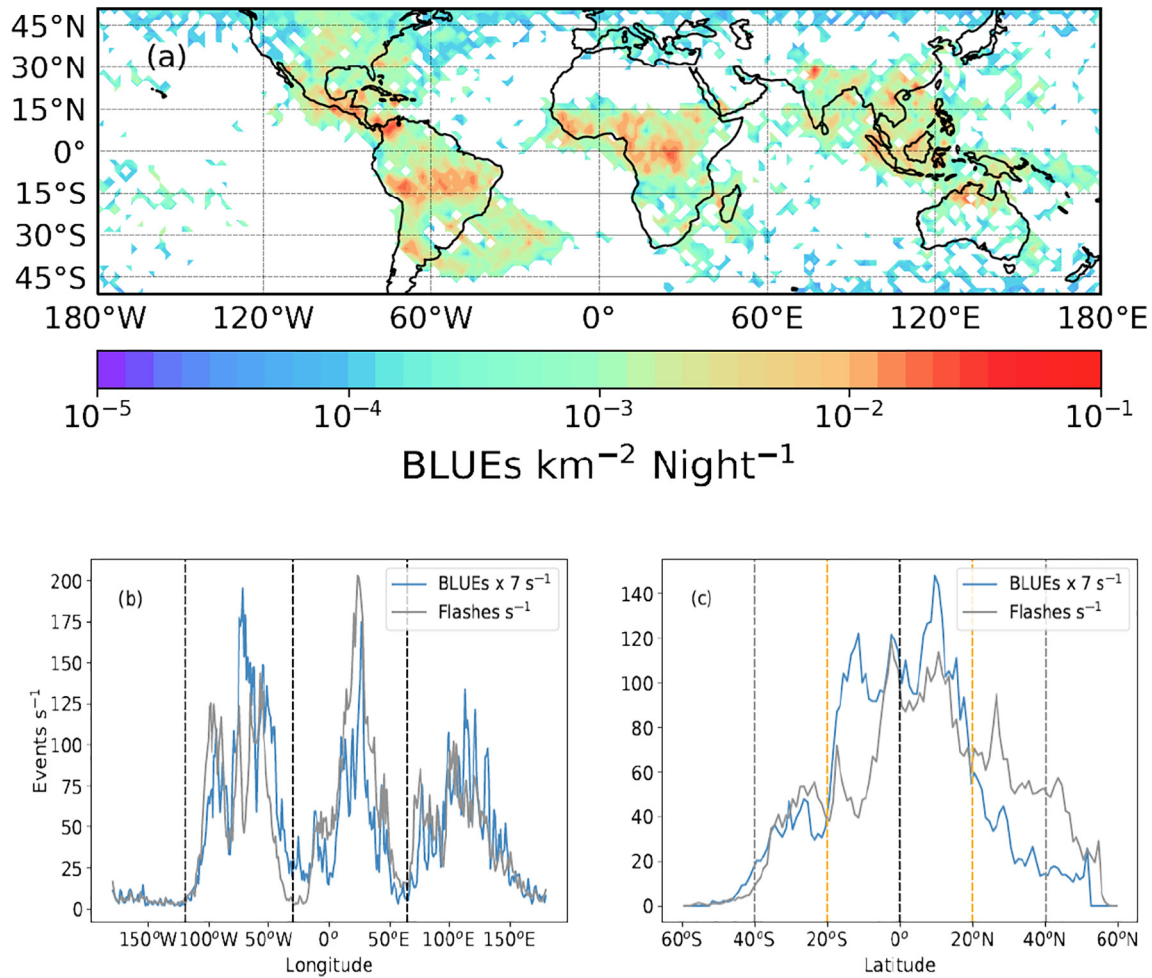 45°N
(a)
30°N
15°N
0°
15°S
30°S
45°S
180°W 120°W 60°W 0° 60°E 120°E 180°E
10⁻⁵ 10⁻⁴ 10⁻³ 10⁻² 10⁻¹
BLUEs km⁻² Night⁻¹
(b)
BLUEs x 7 s⁻¹
Flashes s⁻¹
200
175
150
125
100
75
50
25
0
Events s⁻¹
150°W 100°W 50°W 0° 50°E 100°E 150°E
Longitude
(c)
BLUEs x 7 s⁻¹
Flashes s⁻¹
140
120
100
80
60
40
20
0
60°S 40°S 20°S 0° 20°N 40°N 60°N
Latitude